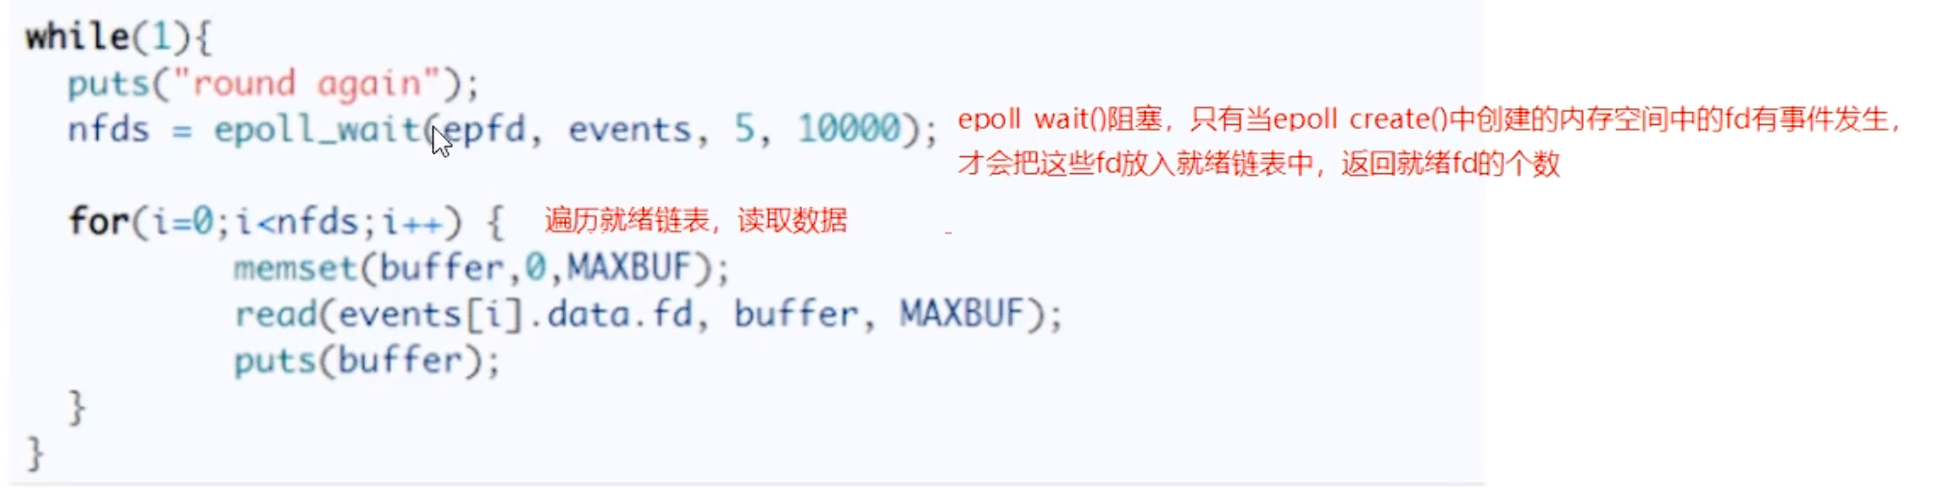 while(1){
puts("round again");
nfds = epoll_wait(epfd, events, 5, 10000);
epoll wait()阻塞，只有当epoll create()中创建的内存空间中的fd有事件发生，
才会把这些fd放入就绪链表中，返回就绪fd的个数
for(i=0;i<nfds;i++) { 遍历就绪链表，读取数据
memset(buffer,0,MAXBUF);
read(events[i].data.fd, buffer, MAXBUF);
puts(buffer);
}
}